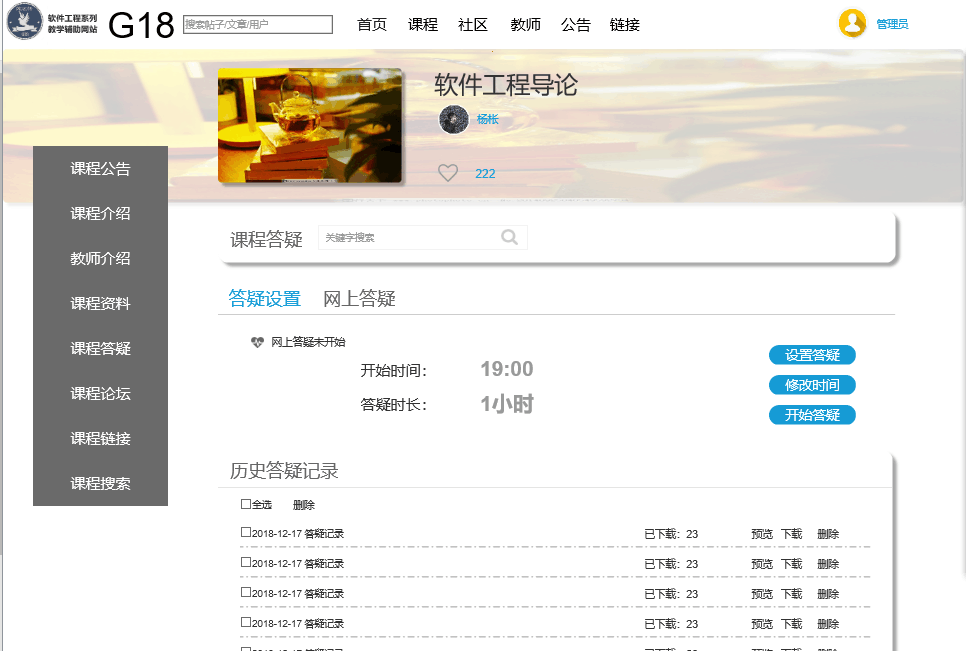 软件工程系列
教学辅助网站
G18
搜索帖子/文章/用户
首页 课程 社区 教师 公告 链接
管理员
软件工程导论
杨枨
222
课程公告
课程介绍
教师介绍
课程资料
课程答疑
课程论坛
课程链接
课程搜索
课程答疑
关键字搜索
答疑设置 网上答疑
网上答疑未开始
开始时间: 19:00
答疑时长: 1小时
设置答疑
修改时间
开始答疑
历史答疑记录
全选 删除
2018-12-17 答疑记录 已下载: 23 预览 下载 删除
2018-12-17 答疑记录 已下载: 23 预览 下载 删除
2018-12-17 答疑记录 已下载: 23 预览 下载 删除
2018-12-17 答疑记录 已下载: 23 预览 下载 删除